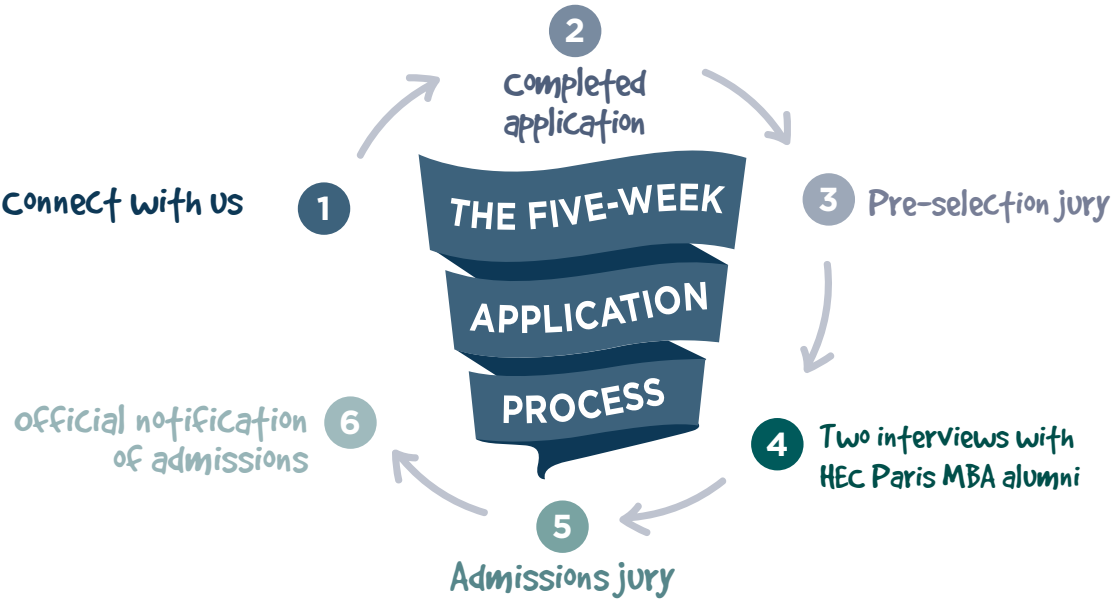 THE FIVE-WEEK
APPLICATION
PROCESS
1
Connect with us
2
Completed
application
3
Pre-selection jury
4
Two interviews with
HEC Paris MBA alumni
5
Admissions jury
6
Official notification
of admissions